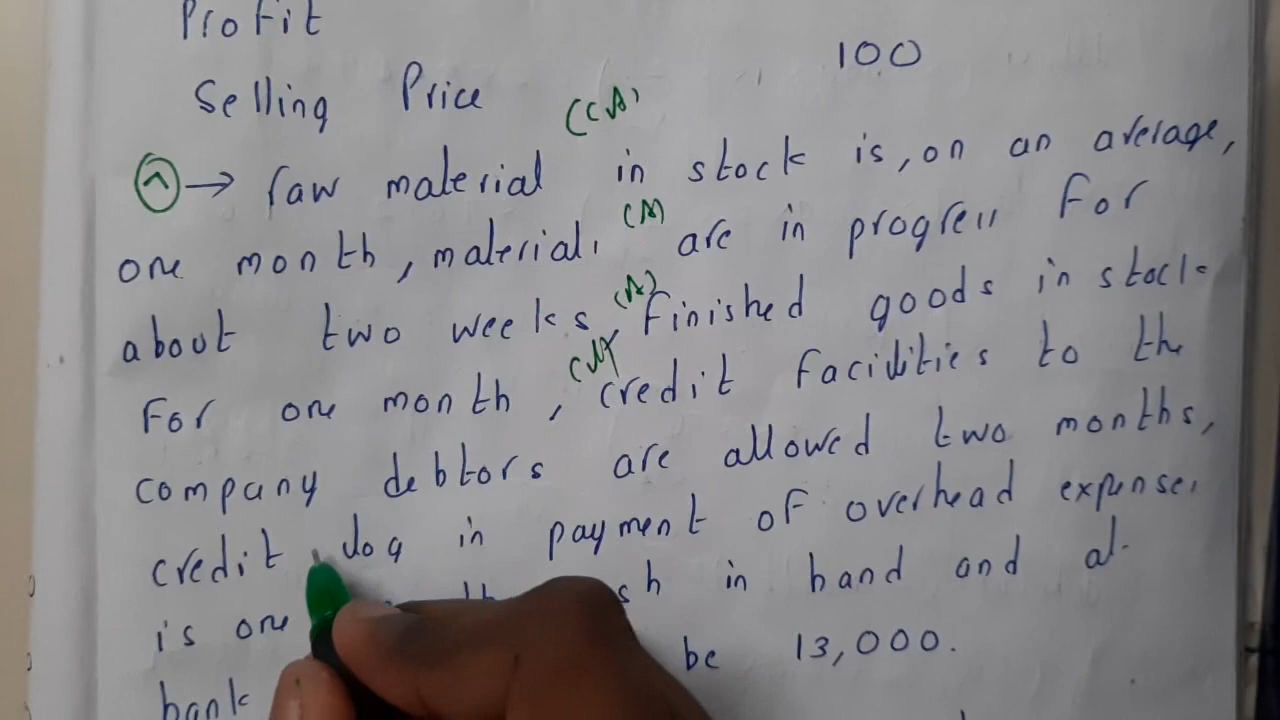 Profit
Selling Price 100
(CA)
→ raw material in stock is, on an average,
(A)
one month, materials are in progress for
(A)
about two weeks, finished goods in stock
for one month, credit facilities to the
company debtors are allowed two months,
credit in payment of overhead expenses
is one in hand and at
bank be 13,000.